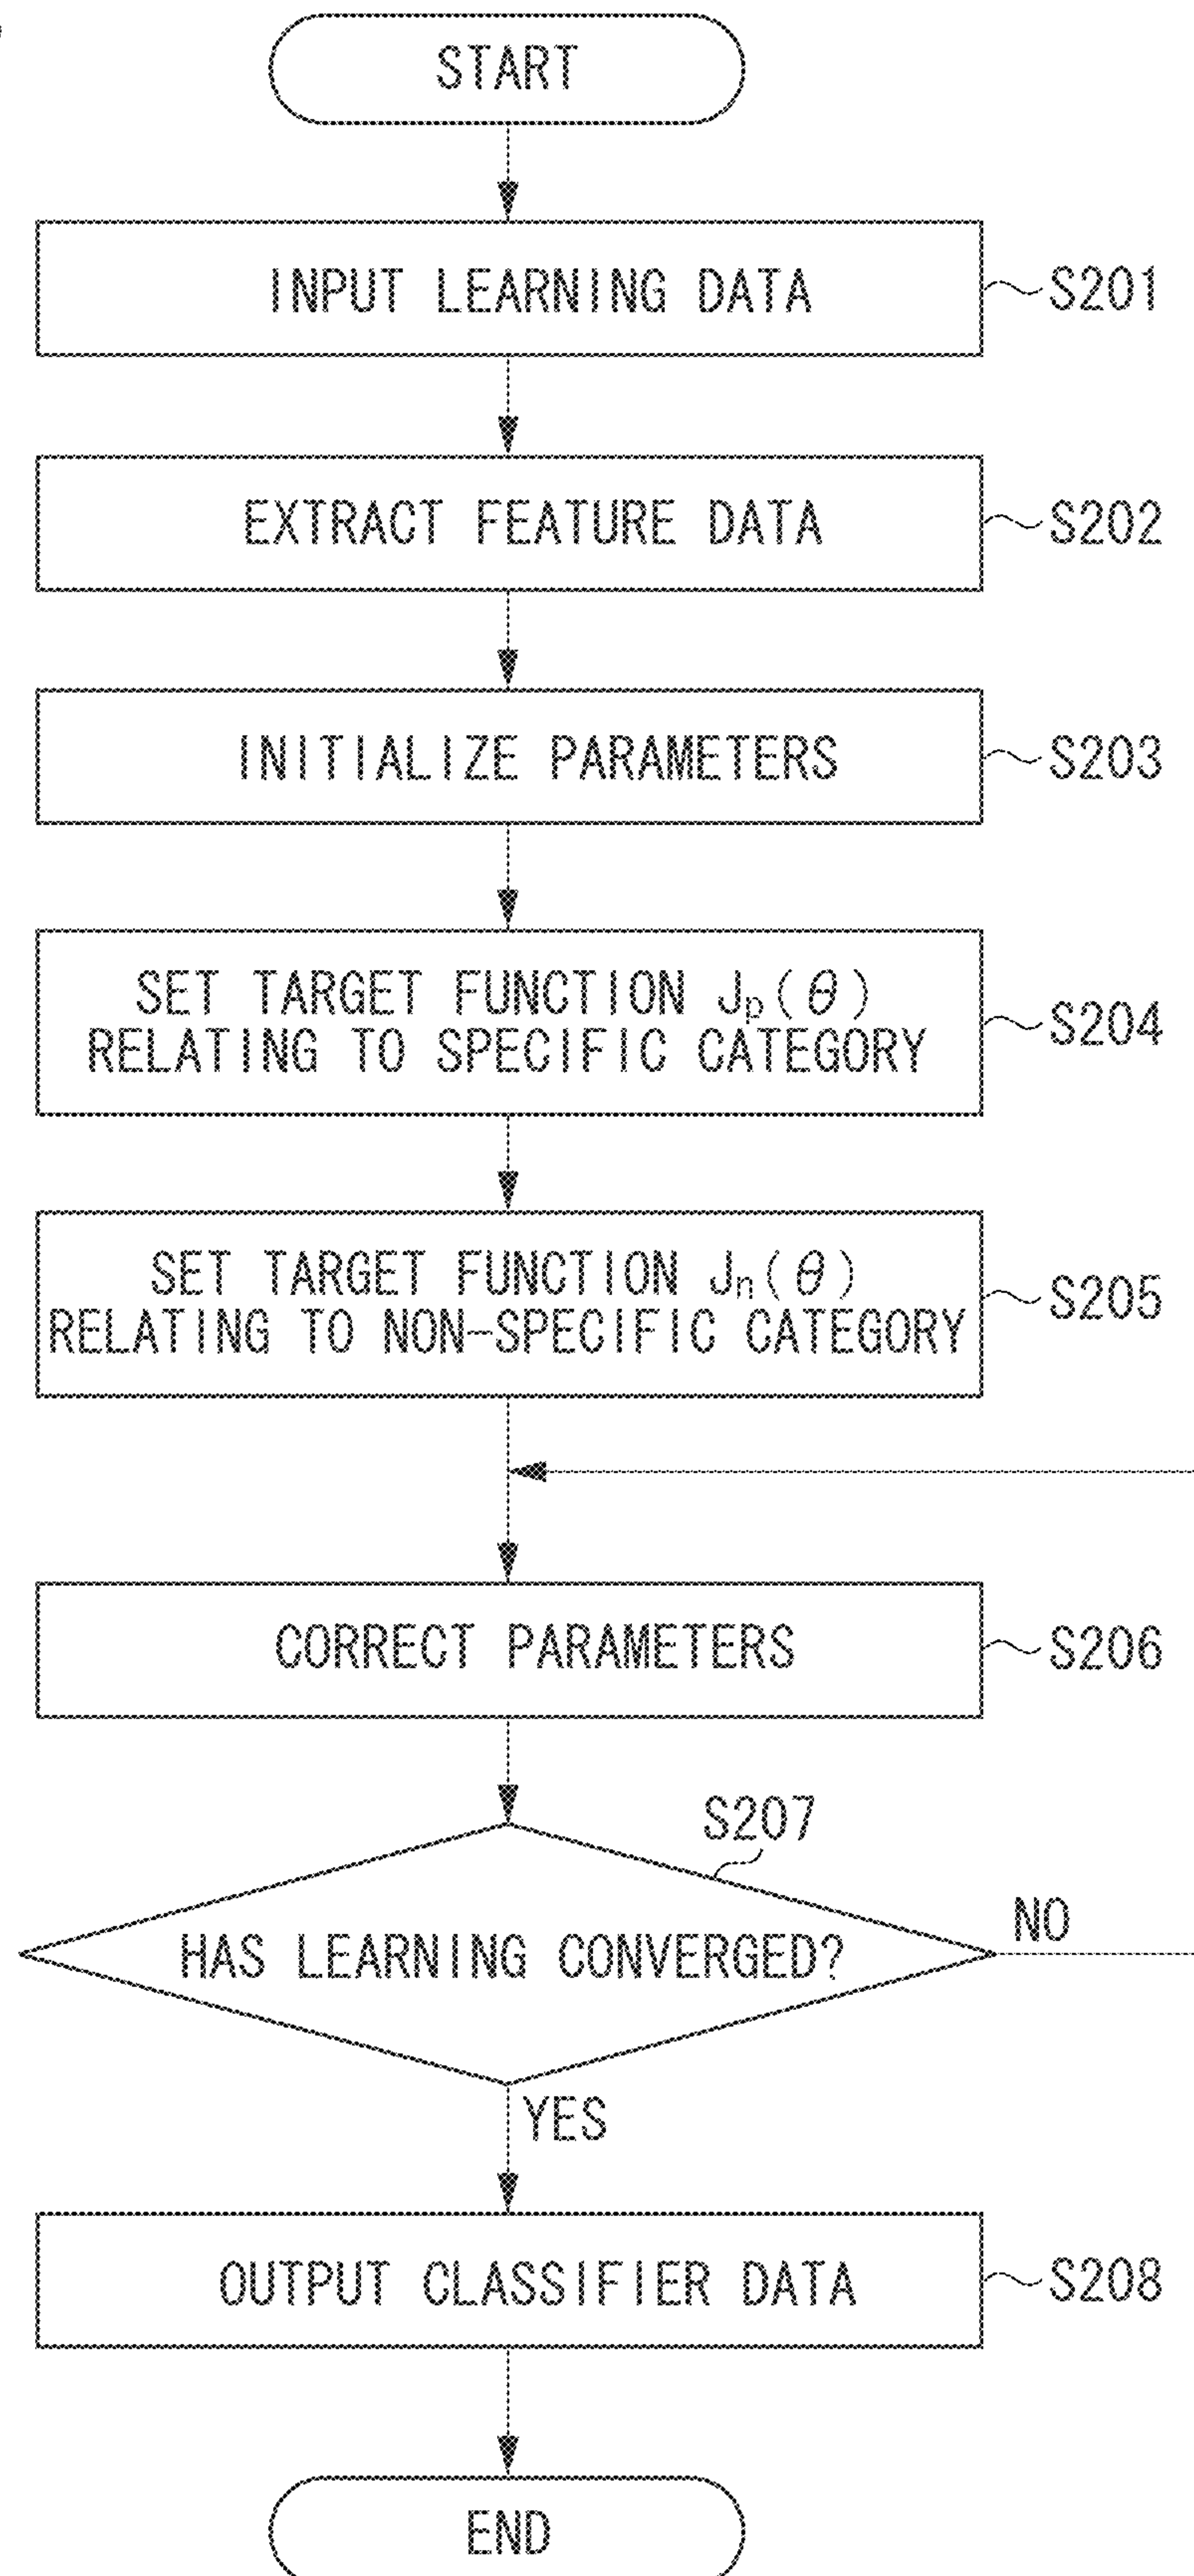 START
INPUT LEARNING DATA
S201
EXTRACT FEATURE DATA
S202
INITIALIZE PARAMETERS
S203
SET TARGET FUNCTION Jp(θ)
RELATING TO SPECIFIC CATEGORY
S204
SET TARGET FUNCTION Jn(θ)
RELATING TO NON-SPECIFIC CATEGORY
S205
CORRECT PARAMETERS
S206
S207
HAS LEARNING CONVERGED?
NO
YES
OUTPUT CLASSIFIER DATA
S208
END